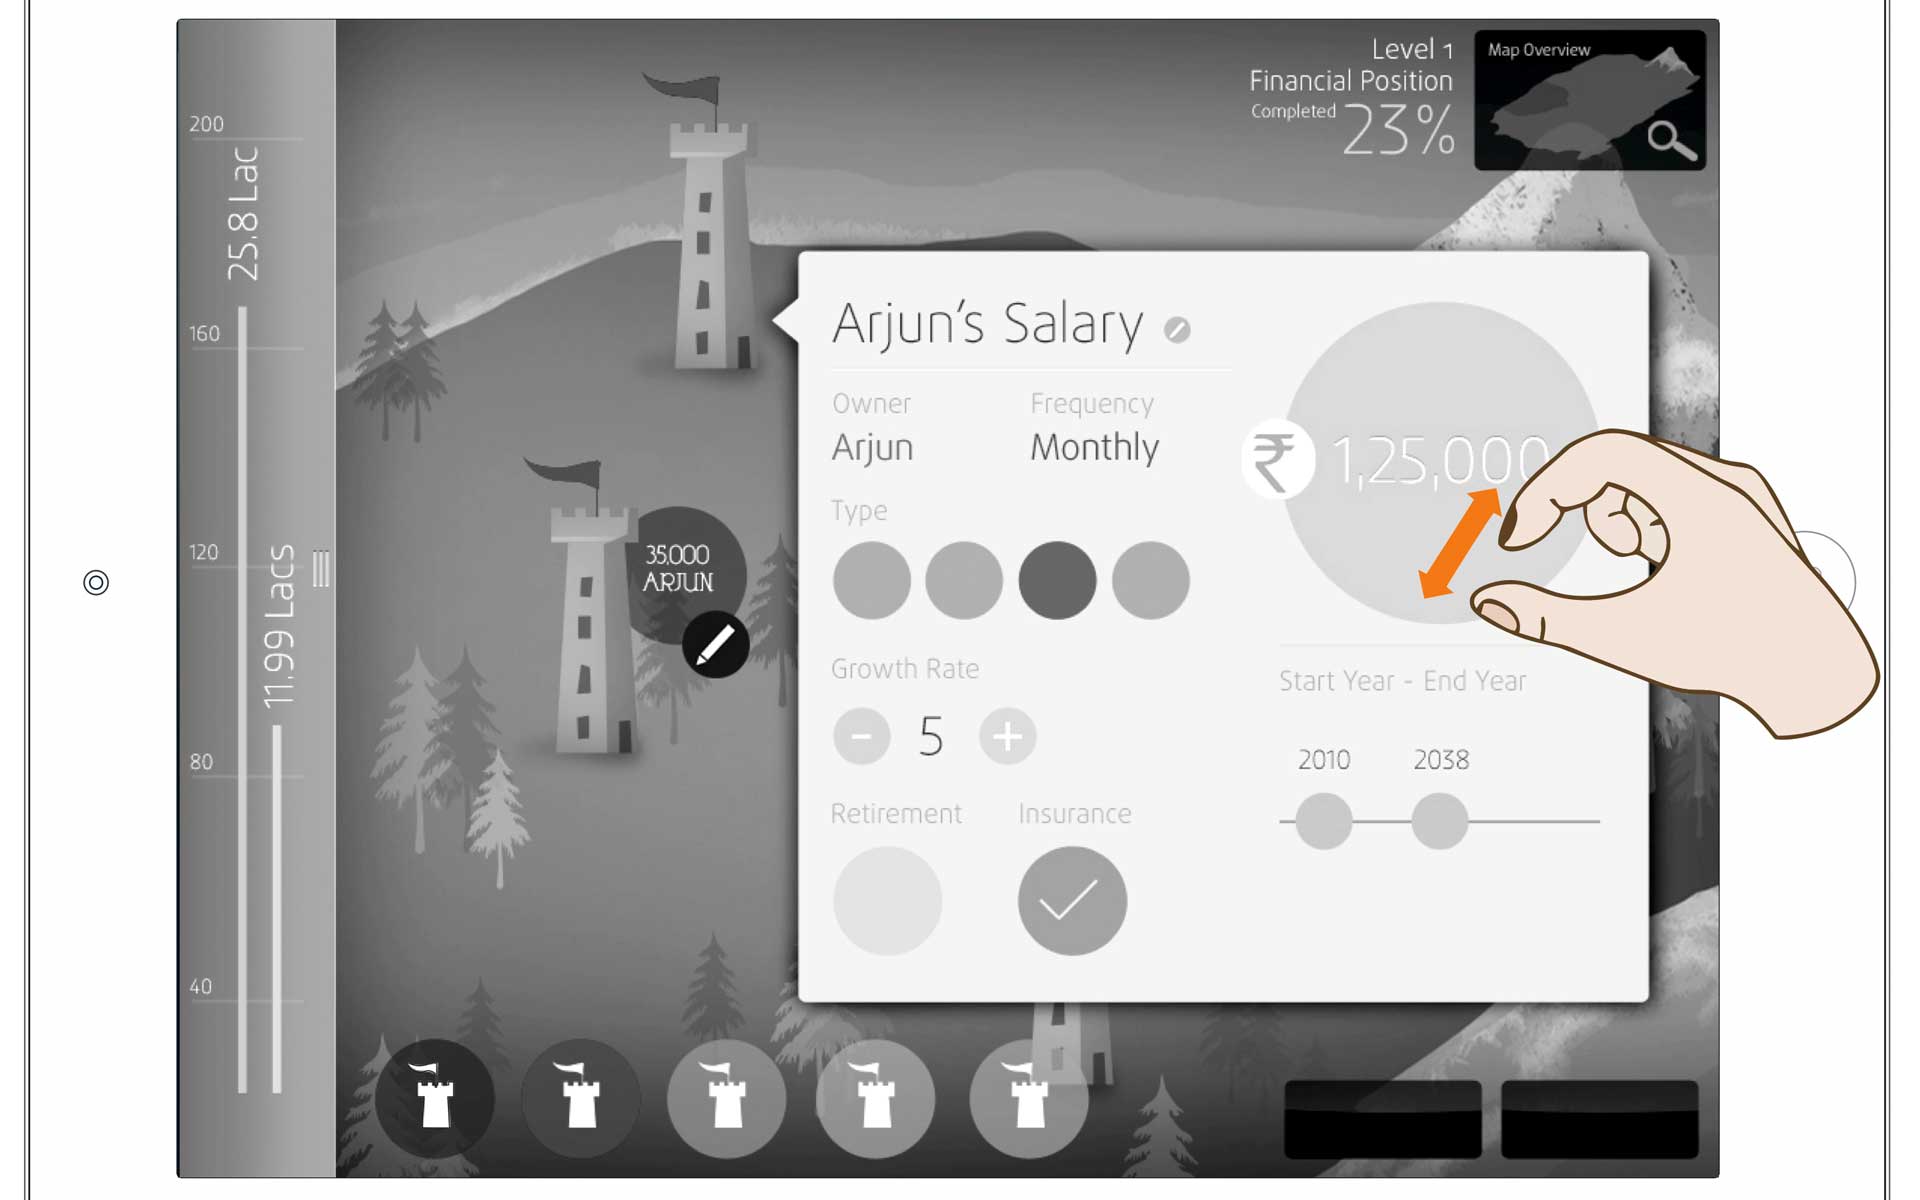 Level 1
Financial Position
Completed 23%
Map Overview
200
160
120
80
40
25.8 Lac
11.99 Lacs
35,000
ARJUN
Arjun's Salary
Owner
Arjun
Frequency
Monthly
Type
Growth Rate
- 5 +
Retirement
Insurance
₹ 1,25,000
Start Year - End Year
2010 2038